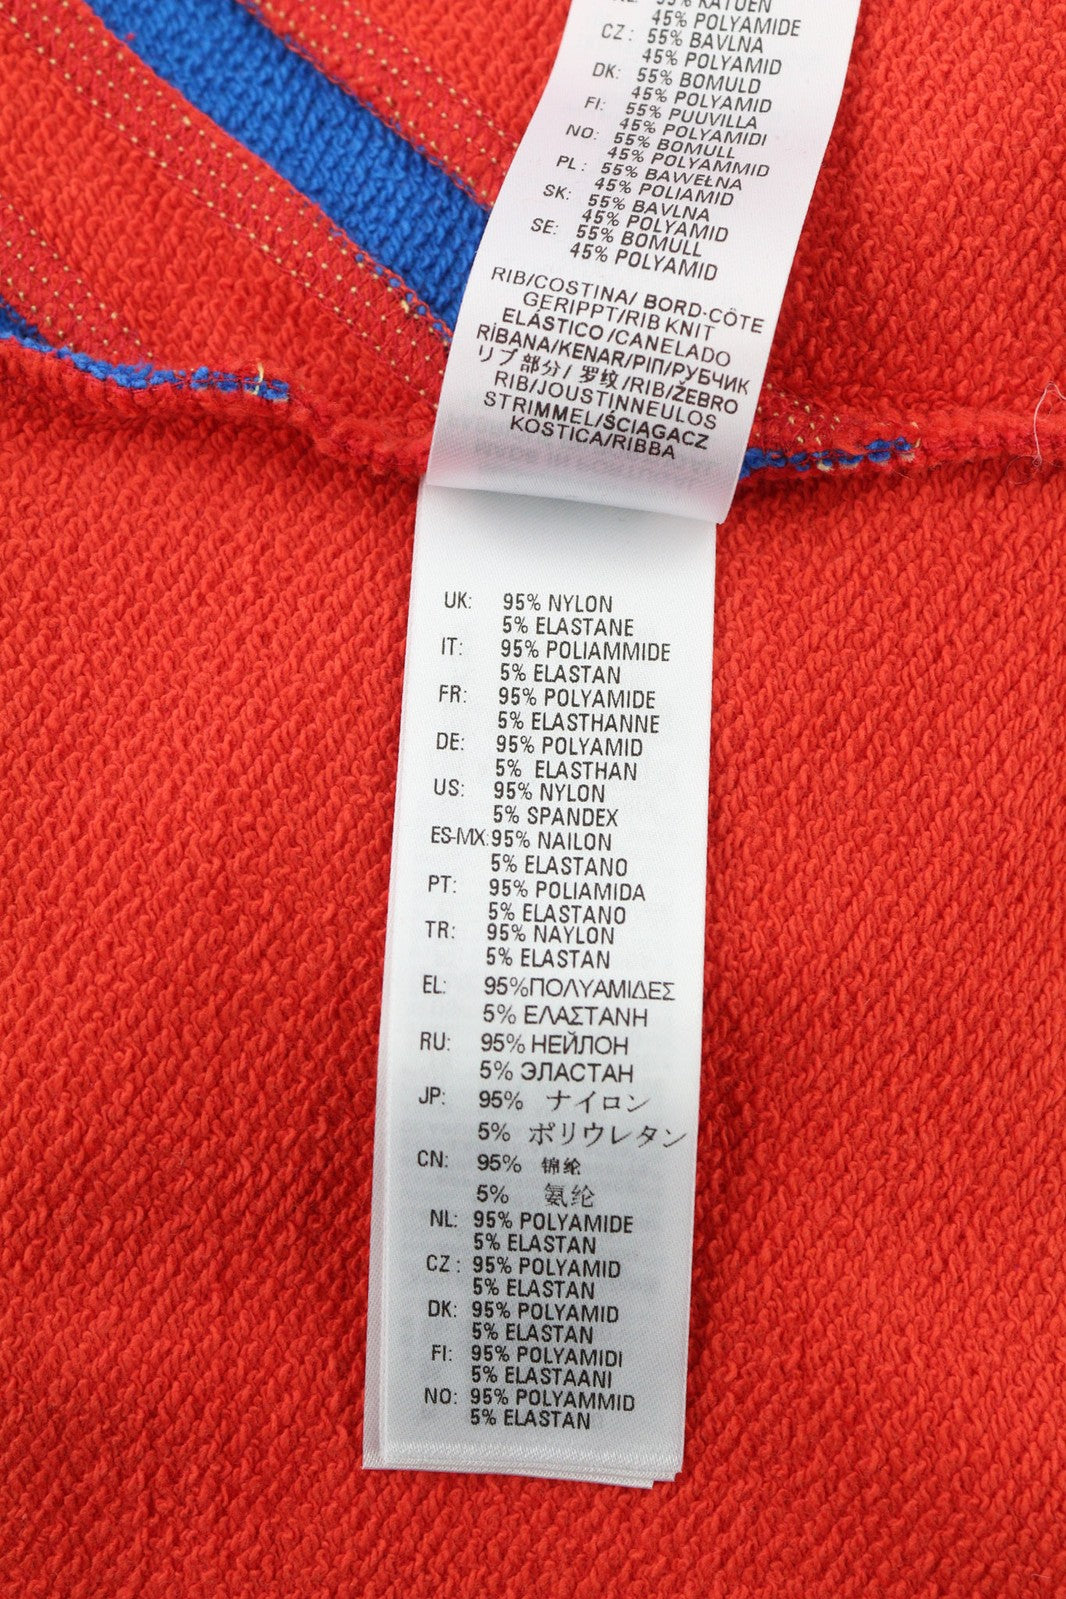 55% KATOEN
45% POLYAMIDE
CZ: 55% BAVLNA
45% POLYAMID
DK: 55% BOMULD
45% POLYAMID
FI: 55% PUUVILLA
45% POLYAMIDI
NO: 55% BOMULL
45% POLYAMMID
PL: 55% BAWEŁNA
45% POLIAMID
SK: 55% BAVLNA
45% POLYAMID
SE: 55% BOMULL
45% POLYAMID
RIB/COSTINA/ BORD-CÔTE
GERIPPT/RIB KNIT
ELÁSTICO/CANELADO
RİBANA/KENAR/ΡΙΠ/РУБЧИК
リブ 部分/ 罗纹/RIB/ŽEBRO
RIB/JOUSTINNEULOS
STRIMMEL/ŚCIĄGACZ
KOSTICA/RIBBA
UK: 95% NYLON
5% ELASTANE
IT: 95% POLIAMMIDE
5% ELASTAN
FR: 95% POLYAMIDE
5% ELASTHANNE
DE: 95% POLYAMID
5% ELASTHAN
US: 95% NYLON
5% SPANDEX
ES-MX: 95% NAILON
5% ELASTANO
PT: 95% POLIAMIDA
5% ELASTANO
TR: 95% NAYLON
5% ELASTAN
EL: 95%ΠΟΛΥΑΜΙΔΕΣ
5% ΕΛΑΣΤΑΝΗ
RU: 95% НЕЙЛОН
5% ЭЛАСТАН
JP: 95% ナイロン
5% ポリウレタン
CN: 95% 锦纶
5% 氨纶
NL: 95% POLYAMIDE
5% ELASTAN
CZ : 95% POLYAMID
5% ELASTAN
DK: 95% POLYAMID
5% ELASTAN
FI: 95% POLYAMIDI
5% ELASTAANI
NO: 95% POLYAMMID
5% ELASTAN